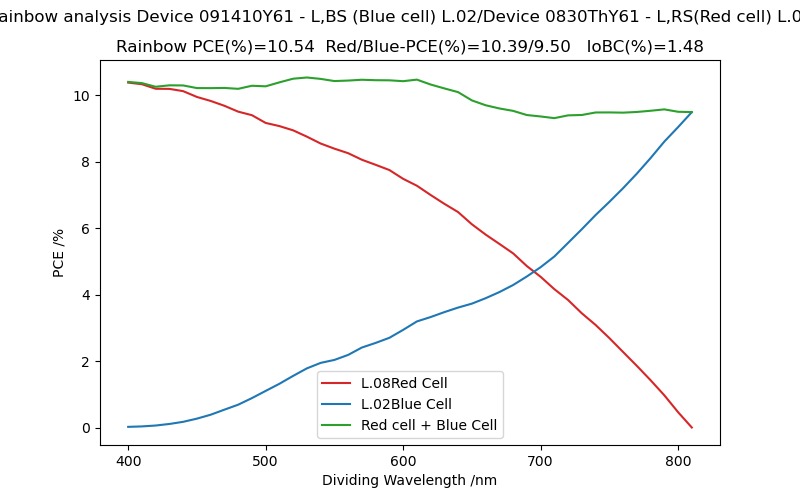 ainbow analysis Device 091410Y61 - L,BS (Blue cell) L.02/Device 0830ThY61 - L,RS(Red cell) L.0
Rainbow PCE(%)=10.54 Red/Blue-PCE(%)=10.39/9.50 IoBC(%)=1.48
10
8
6
4
2
0
PCE /%
L.08Red Cell
L.02Blue Cell
Red cell + Blue Cell
400 500 600 700 800
Dividing Wavelength /nm